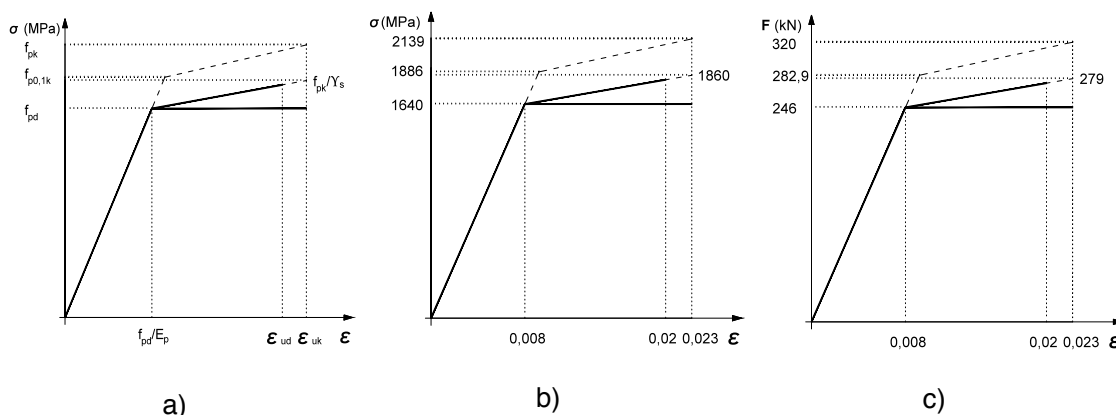 σ (MPa)
f_pk
f_p0,1k
f_pd
f_pk/ϒ_s
f_pd/E_p
ε_ud ε_uk ε
a)
σ (MPa)
2139
1886
1640
1860
0,008
0,02 0,023 ε
b)
F (kN)
320
282,9
246
279
0,008
0,02 0,023 ε
c)